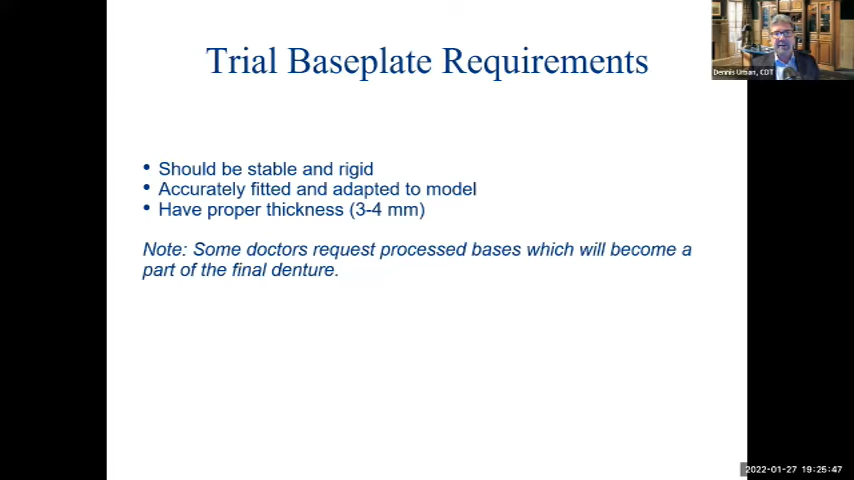 Trial Baseplate Requirements
Dennis Urban, CDT
• Should be stable and rigid
• Accurately fitted and adapted to model
• Have proper thickness (3-4 mm)
Note: Some doctors request processed bases which will become a
part of the final denture.
2022-01-27 19:25:47